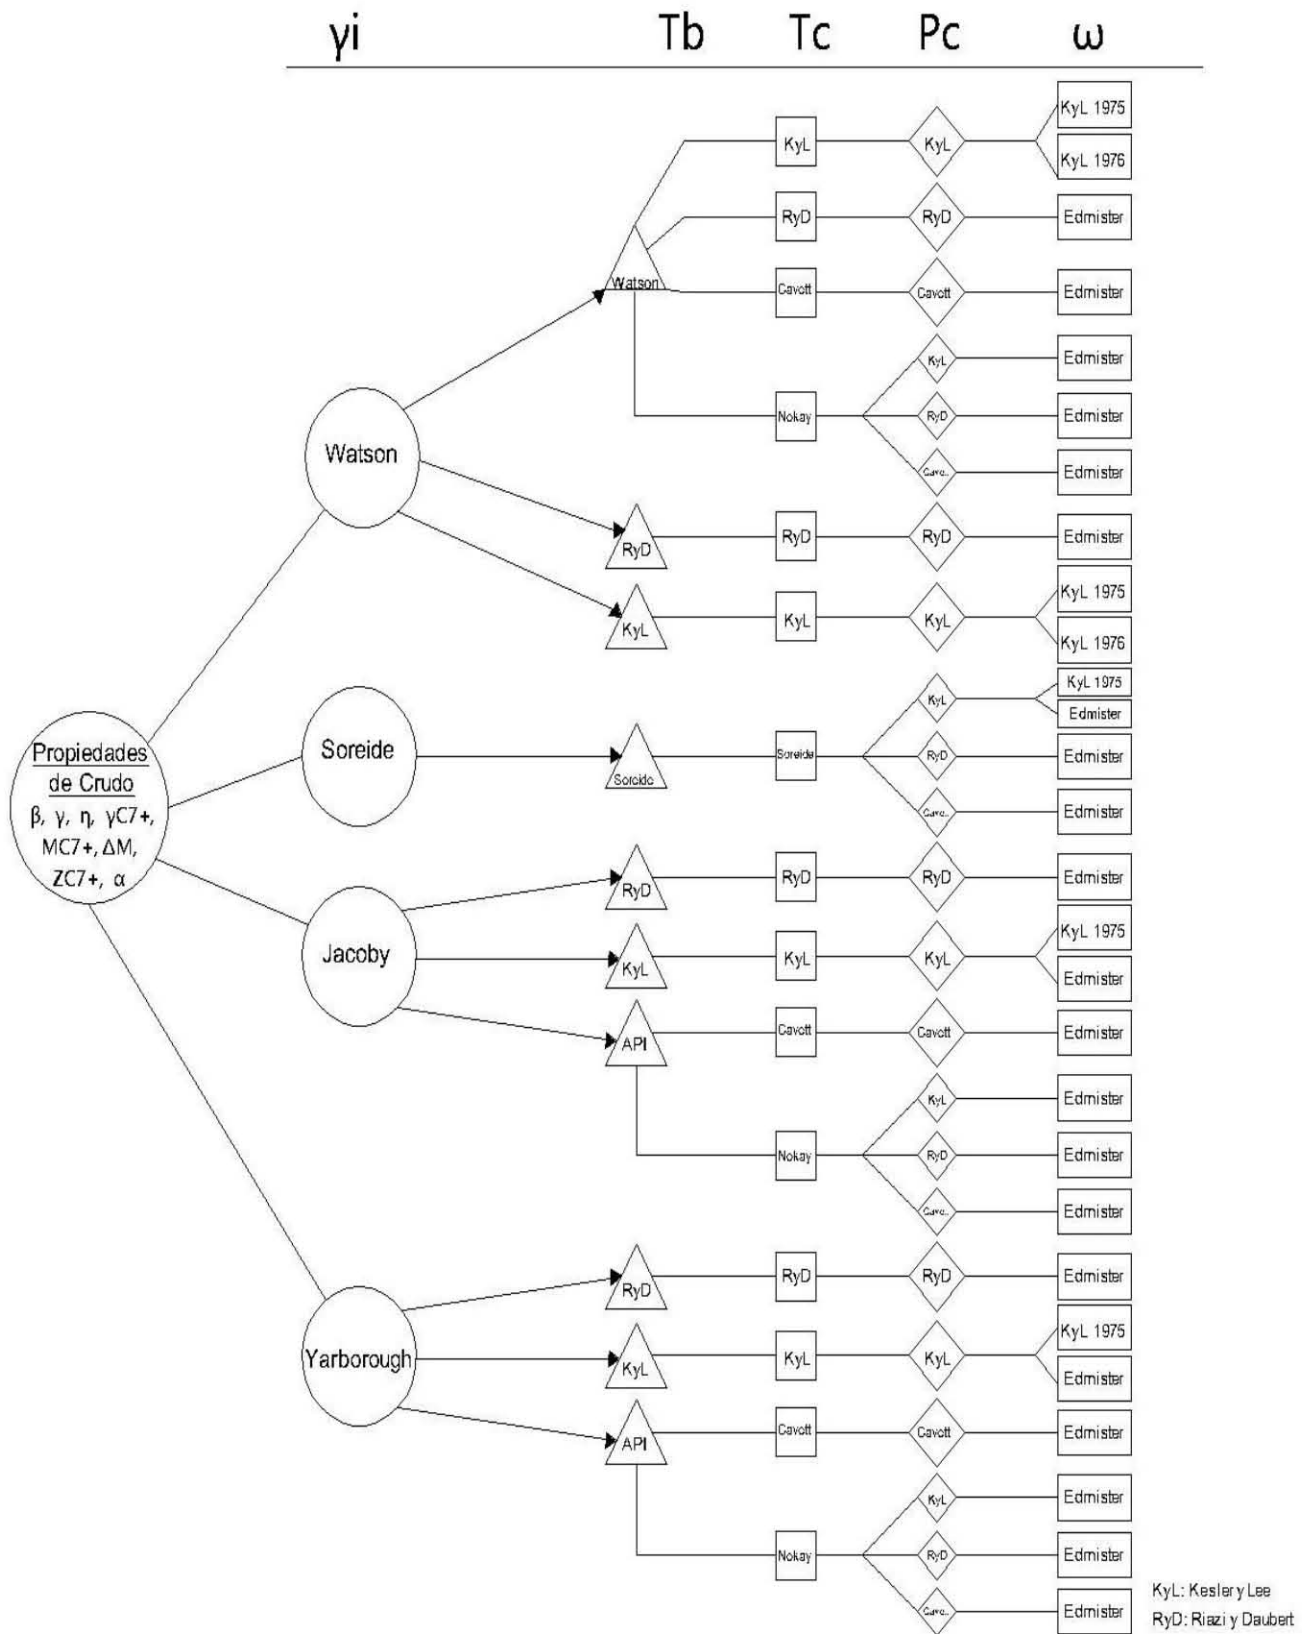 γi Tb Tc Pc ω
KyL KyL KyL 1975
KyL 1976
RyD RyD Edmister
Watson Cavott Cavott Edmister
KyL Edmister
Nokay RyD Edmister
Cavo.. Edmister
Watson
RyD RyD RyD Edmister
KyL KyL KyL KyL 1975
KyL 1976
KyL KyL 1975
Edmister
Soreide Soreide Soreide RyD Edmister
Cavo.. Edmister
Propiedades
de Crudo
β, γ, η, γC7+,
MC7+, ΔM,
ZC7+, α
RyD RyD RyD Edmister
Jacoby KyL KyL KyL KyL 1975
Edmister
API Cavott Cavott Edmister
KyL Edmister
Nokay RyD Edmister
Cavo.. Edmister
RyD RyD RyD Edmister
Yarborough KyL KyL KyL KyL 1975
Edmister
API Cavott Cavott Edmister
KyL Edmister
Nokay RyD Edmister
Cavo.. Edmister
KyL: Kesler y Lee
RyD: Riazi y Daubert